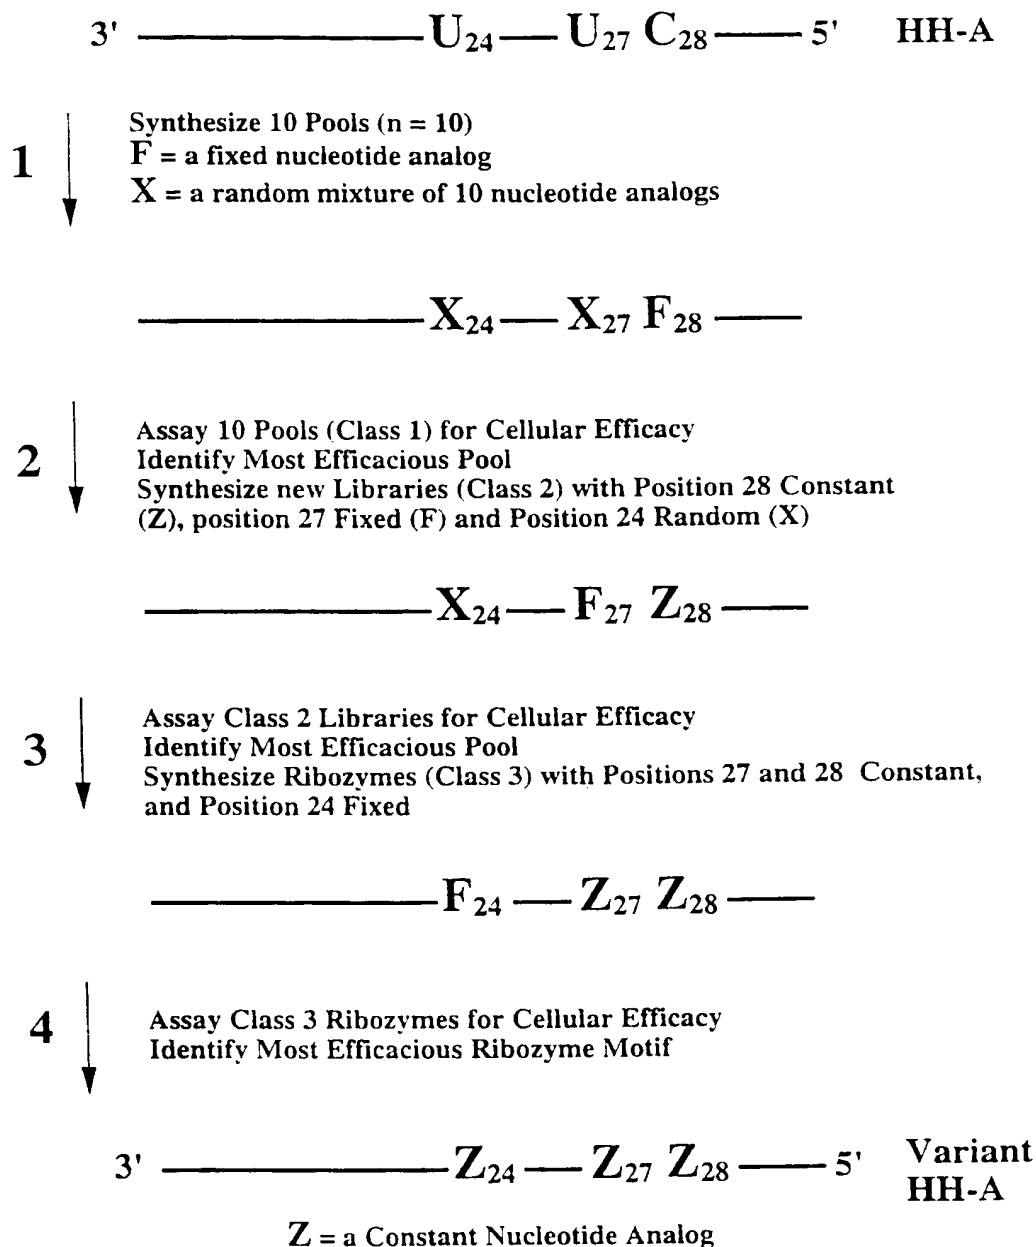 3' U24 U27 C28 5' HH-A
1
Synthesize 10 Pools (n = 10)
F = a fixed nucleotide analog
X = a random mixture of 10 nucleotide analogs
X24 X27 F28
2
Assay 10 Pools (Class 1) for Cellular Efficacy
Identify Most Efficacious Pool
Synthesize new Libraries (Class 2) with Position 28 Constant
(Z), position 27 Fixed (F) and Position 24 Random (X)
X24 F27 Z28
3
Assay Class 2 Libraries for Cellular Efficacy
Identify Most Efficacious Pool
Synthesize Ribozymes (Class 3) with Positions 27 and 28 Constant,
and Position 24 Fixed
F24 Z27 Z28
4
Assay Class 3 Ribozymes for Cellular Efficacy
Identify Most Efficacious Ribozyme Motif
3' Z24 Z27 Z28 5' Variant
HH-A
Z = a Constant Nucleotide Analog